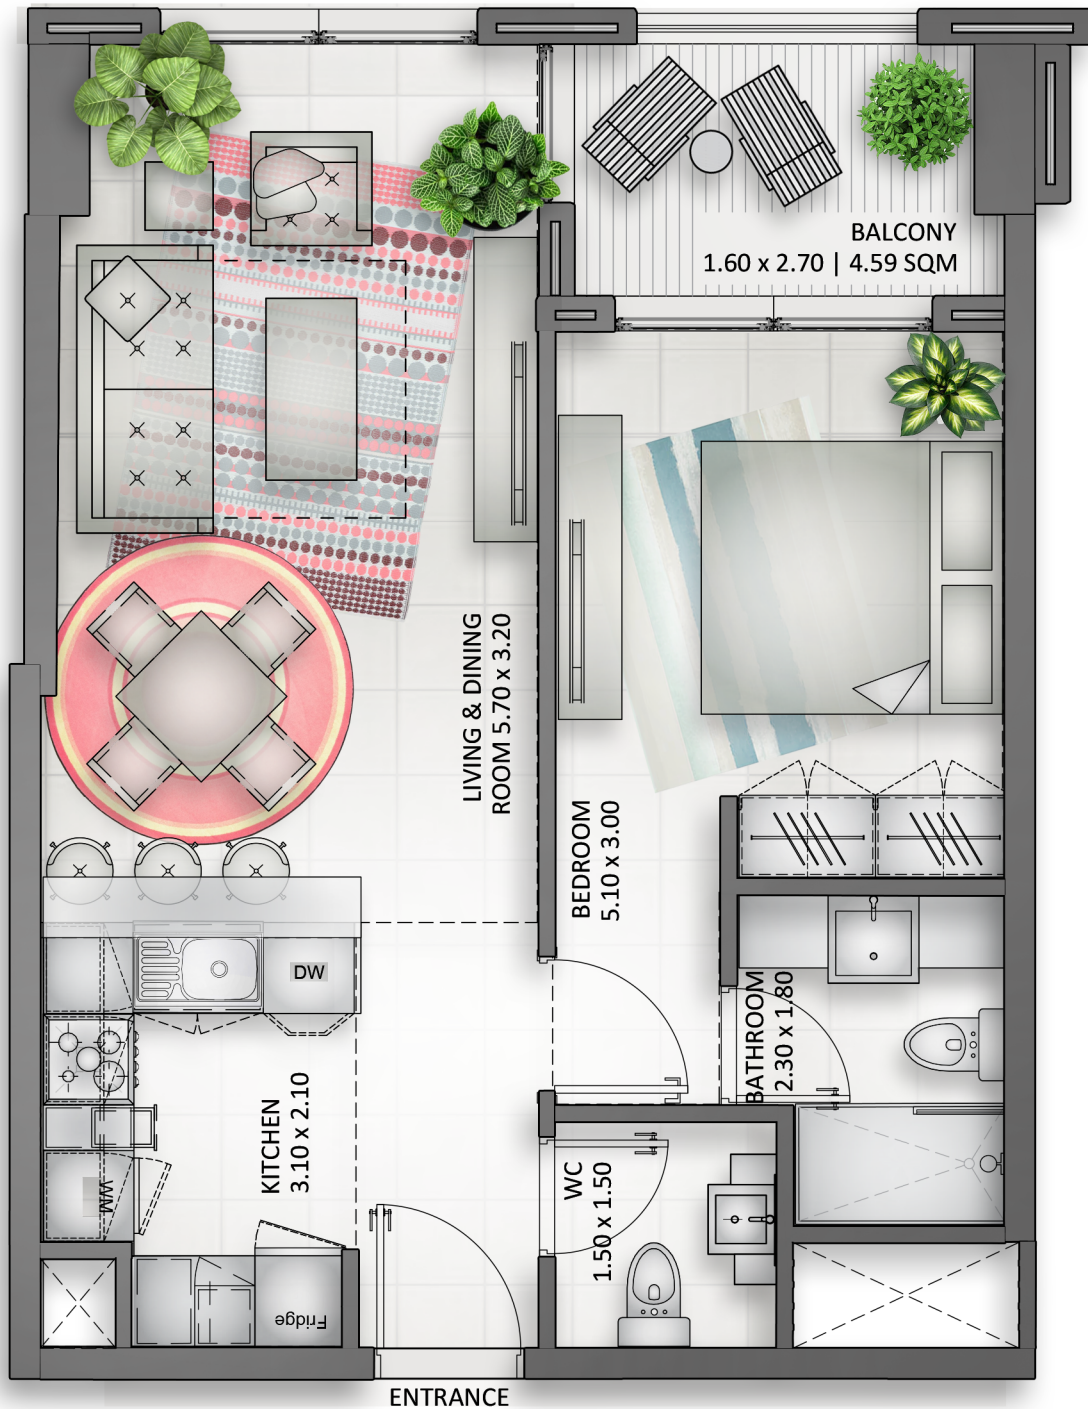 BALCONY
1.60 x 2.70 | 4.59 SQM
LIVING & DINING
ROOM 5.70 x 3.20
BEDROOM
5.10 x 3.00
DW
BATHROOM
2.30 x 1.80
KITCHEN
3.10 x 2.10
WC
1.50 x 1.50
WM
Fridge
ENTRANCE